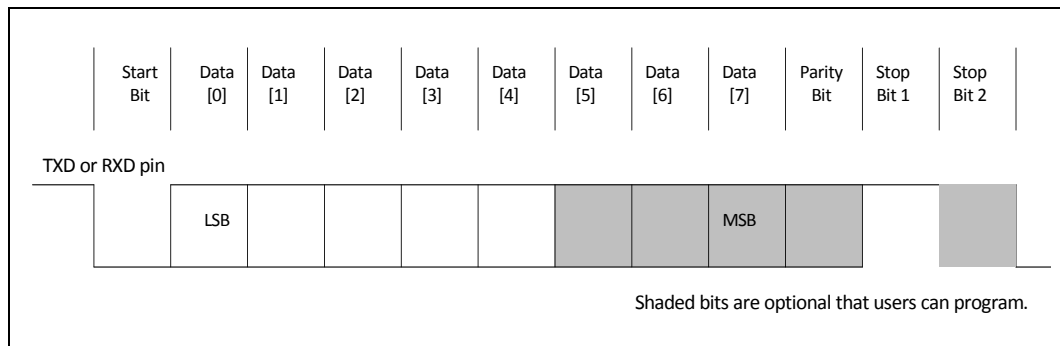 Start Bit
Data [0]
Data [1]
Data [2]
Data [3]
Data [4]
Data [5]
Data [6]
Data [7]
Parity Bit
Stop Bit 1
Stop Bit 2
TXD or RXD pin
LSB
MSB
Shaded bits are optional that users can program.